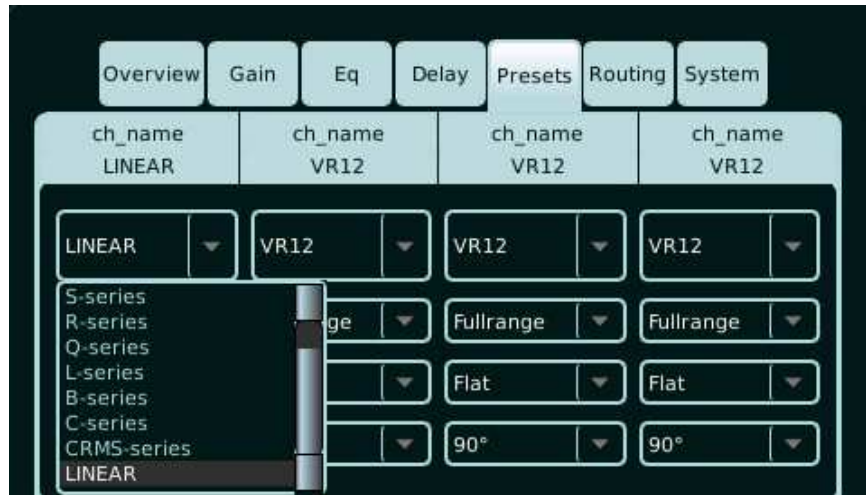 Overview Gain Eq Delay Presets Routing System
ch_name ch_name ch_name ch_name
LINEAR VR12 VR12 VR12
LINEAR VR12 VR12 VR12
S-series
R-series
ge Fullrange Fullrange
Q-series
L-series
Flat Flat
B-series
C-series
CRMS-series
90° 90°
LINEAR